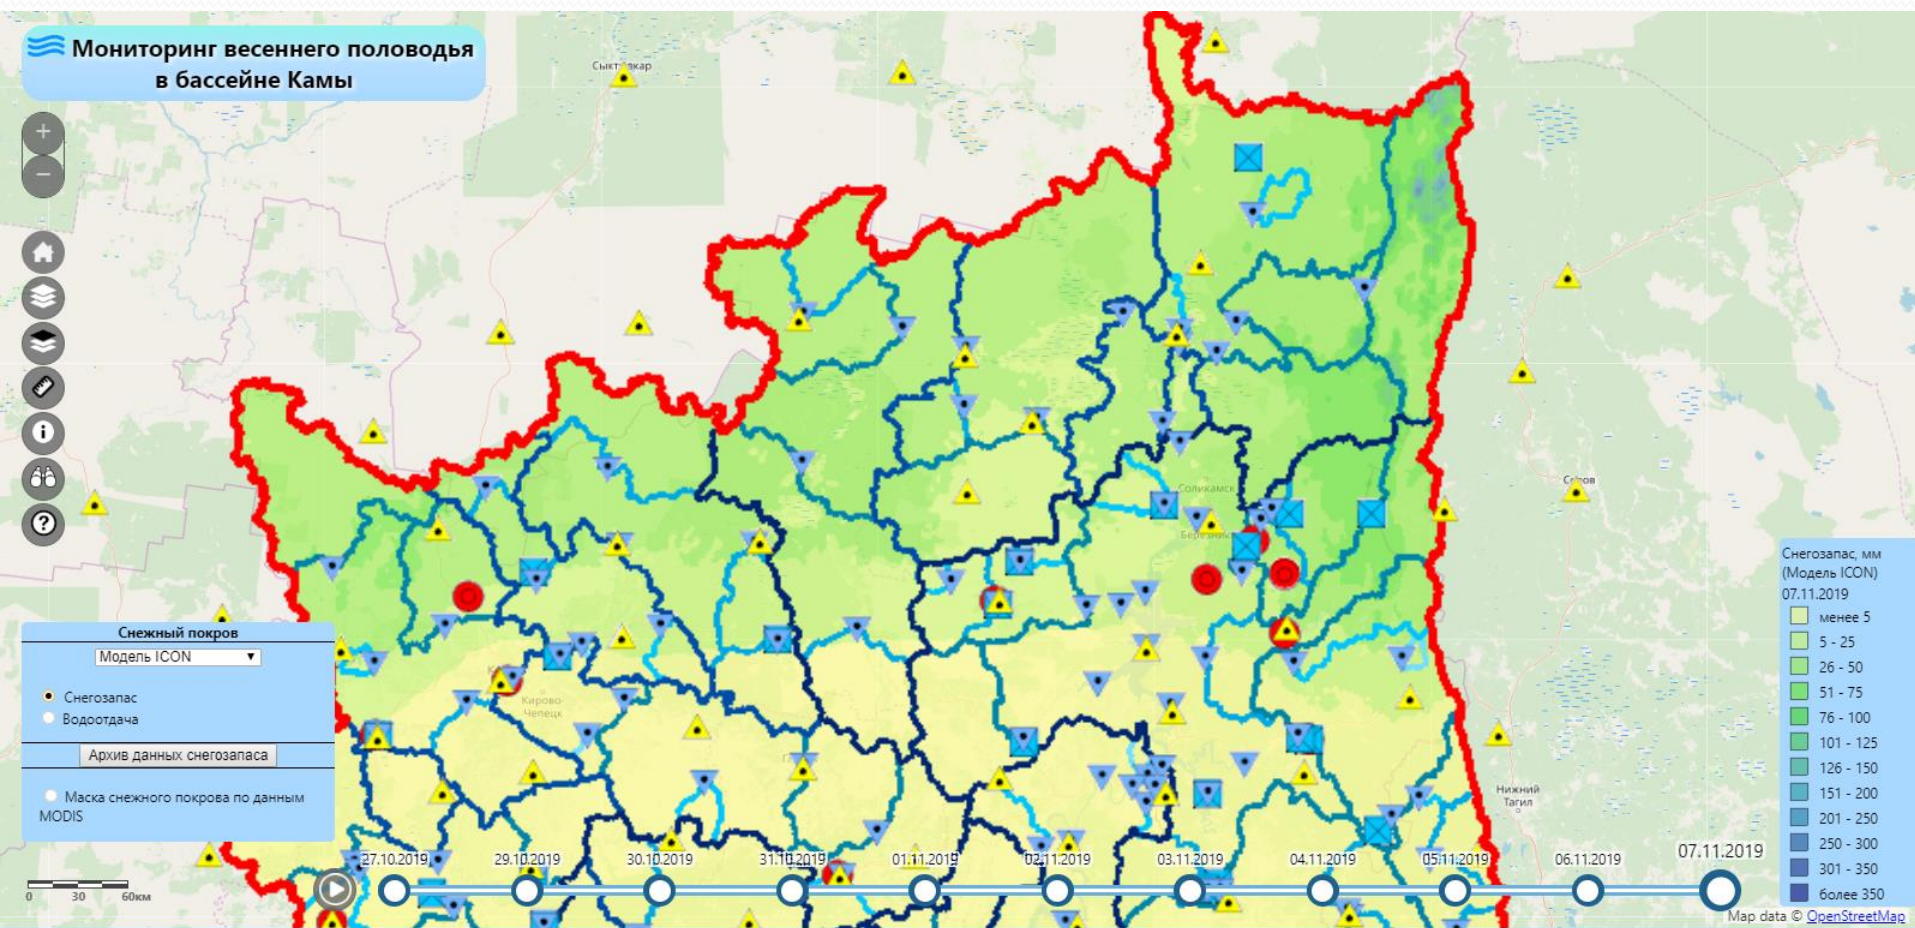 Мониторинг весеннего половодья
в бассейне Камы
Сыктывкар
+
−
Соликамск
Березники
Серов
Кирово-
Чепецк
Нижний
Тагил
Снежный покров
Модель ICON
Снегозапас
Водоотдача
Архив данных снегозапаса
Маска снежного покрова по данным
MODIS
Снегозапас, мм
(Модель ICON)
07.11.2019
менее 5
5 - 25
26 - 50
51 - 75
76 - 100
101 - 125
126 - 150
151 - 200
201 - 250
250 - 300
301 - 350
более 350
27.10.2019
29.10.2019
30.10.2019
31.10.2019
01.11.2019
02.11.2019
03.11.2019
04.11.2019
05.11.2019
06.11.2019
07.11.2019
0 30 60км
Map data © OpenStreetMap